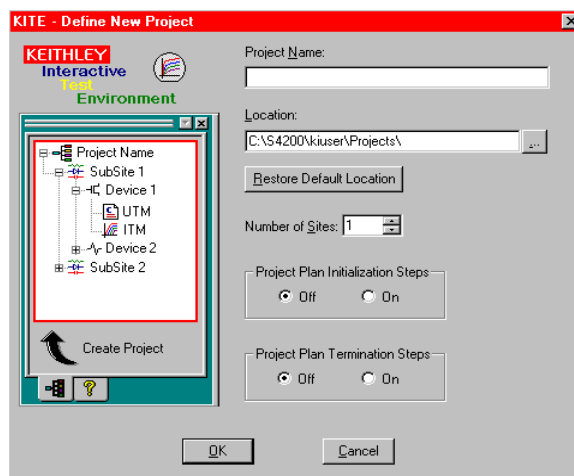 KITE - Define New Project
KEITHLEY
Interactive
Test
Environment
Project Name
SubSite 1
Device 1
UTM
ITM
Device 2
SubSite 2
Create Project
Project Name:
Location:
C:\S4200\kiuser\Projects\
...
Restore Default Location
Number of Sites: 1
Project Plan Initialization Steps
Off On
Project Plan Termination Steps
Off On
OK Cancel